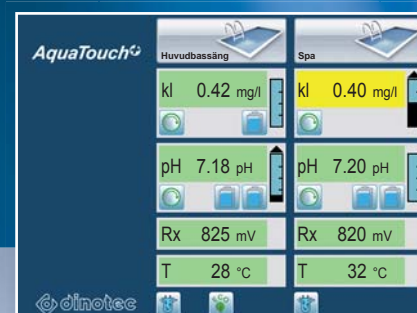 AquaTouch
Huvudbassäng
Spa
kl 0.42 mg/l
kl 0.40 mg/l
pH 7.18 pH
pH 7.20 pH
Rx 825 mV
Rx 820 mV
T 28 °C
T 32 °C
dinotec